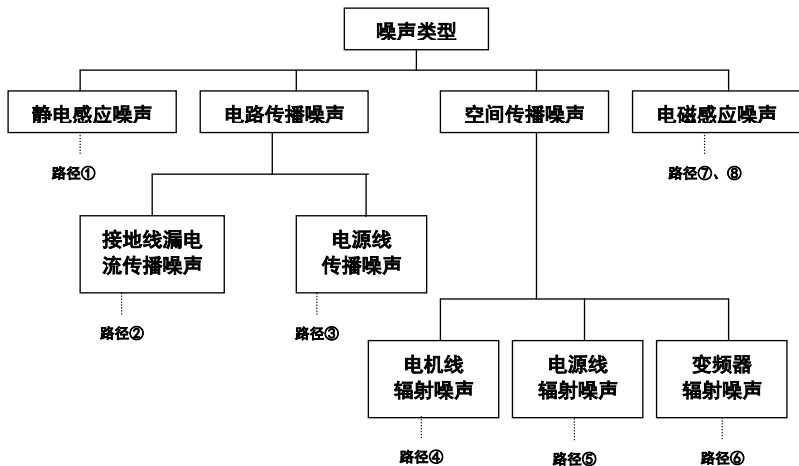 噪声类型
静电感应噪声
电路传播噪声
空间传播噪声
电磁感应噪声
路径①
路径⑦、⑧
接地线漏电
流传播噪声
电源线
传播噪声
路径②
路径③
电机线
辐射噪声
电源线
辐射噪声
变频器
辐射噪声
路径④
路径⑤
路径⑥